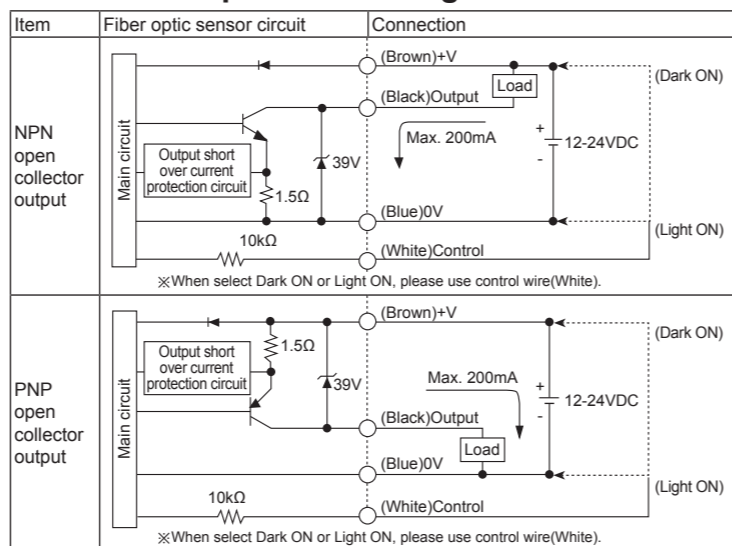 Item
Fiber optic sensor circuit
Connection
NPN
open
collector
output
Main circuit
Output short
over current
protection circuit
1.5Ω
39V
10kΩ
(Brown)+V
(Black)Output
Load
Max. 200mA
+
12-24VDC
-
(Blue)0V
(White)Control
(Dark ON)
(Light ON)
※When select Dark ON or Light ON, please use control wire(White).
PNP
open
collector
output
Main circuit
Output short
over current
protection circuit
1.5Ω
39V
10kΩ
(Brown)+V
Max. 200mA
(Black)Output
Load
+
12-24VDC
-
(Blue)0V
(White)Control
(Dark ON)
(Light ON)
※When select Dark ON or Light ON, please use control wire(White).